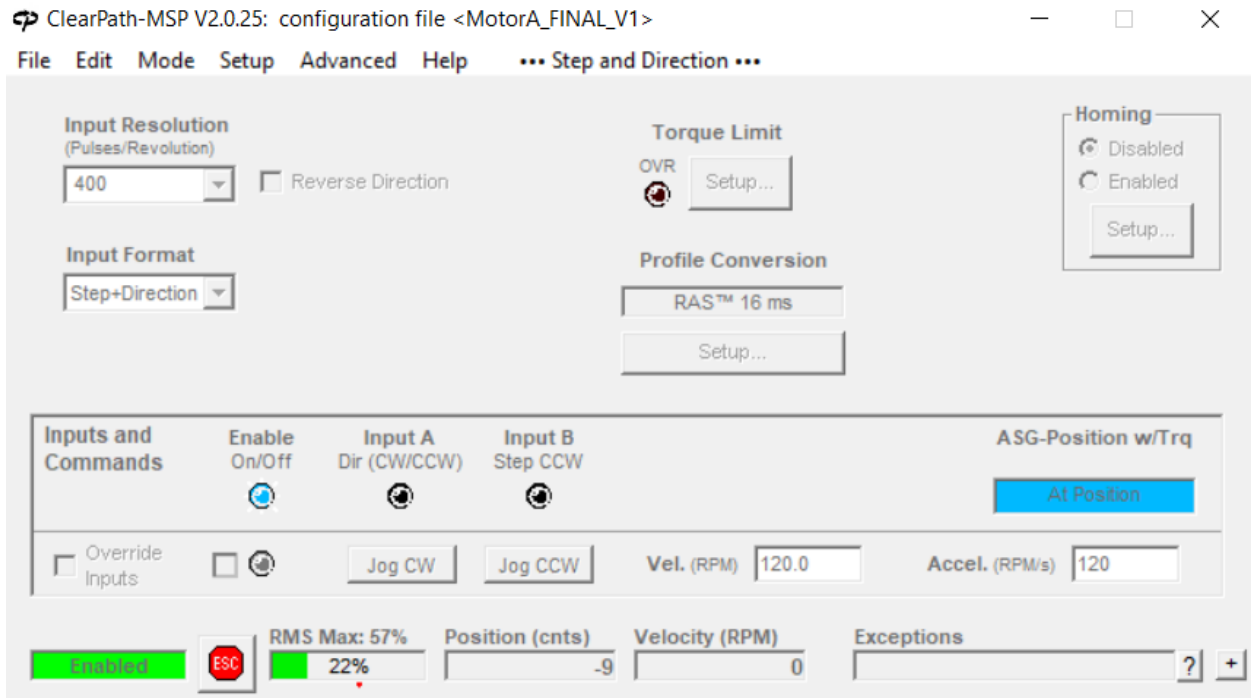 ClearPath-MSP V2.0.25: configuration file <MotorA_FINAL_V1>
File Edit Mode Setup Advanced Help ••• Step and Direction •••
Input Resolution
(Pulses/Revolution)
400
Reverse Direction
Input Format
Step+Direction
Torque Limit
OVR
Setup...
Profile Conversion
RAS™ 16 ms
Setup...
Homing
Disabled
Enabled
Setup...
Inputs and
Commands
Enable
On/Off
Input A
Dir (CW/CCW)
Input B
Step CCW
ASG-Position w/Trq
At Position
Override
Inputs
Jog CW
Jog CCW
Vel. (RPM) 120.0
Accel. (RPM/s) 120
Enabled
ESC
RMS Max: 57%
22%
Position (cnts)
-9
Velocity (RPM)
0
Exceptions
? +